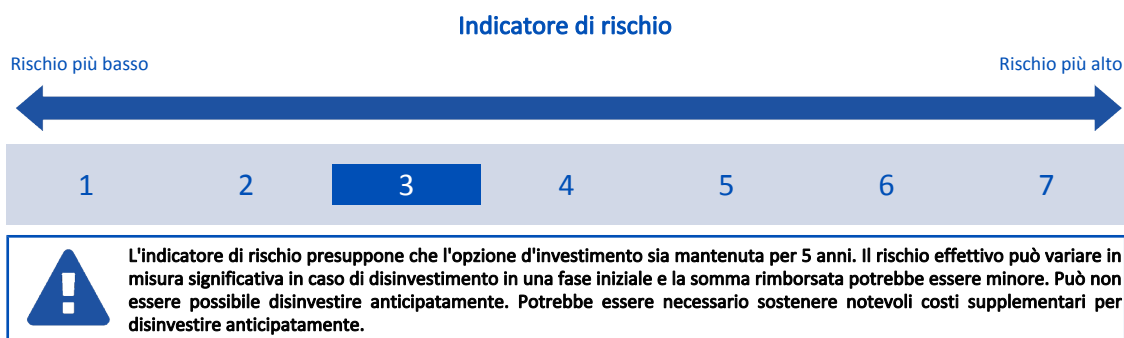 Indicatore di rischio
Rischio più basso
Rischio più alto
1 2 3 4 5 6 7
L'indicatore di rischio presuppone che l'opzione d'investimento sia mantenuta per 5 anni. Il rischio effettivo può variare in
misura significativa in caso di disinvestimento in una fase iniziale e la somma rimborsata potrebbe essere minore. Può non
essere possibile disinvestire anticipatamente. Potrebbe essere necessario sostenere notevoli costi supplementari per
disinvestire anticipatamente.